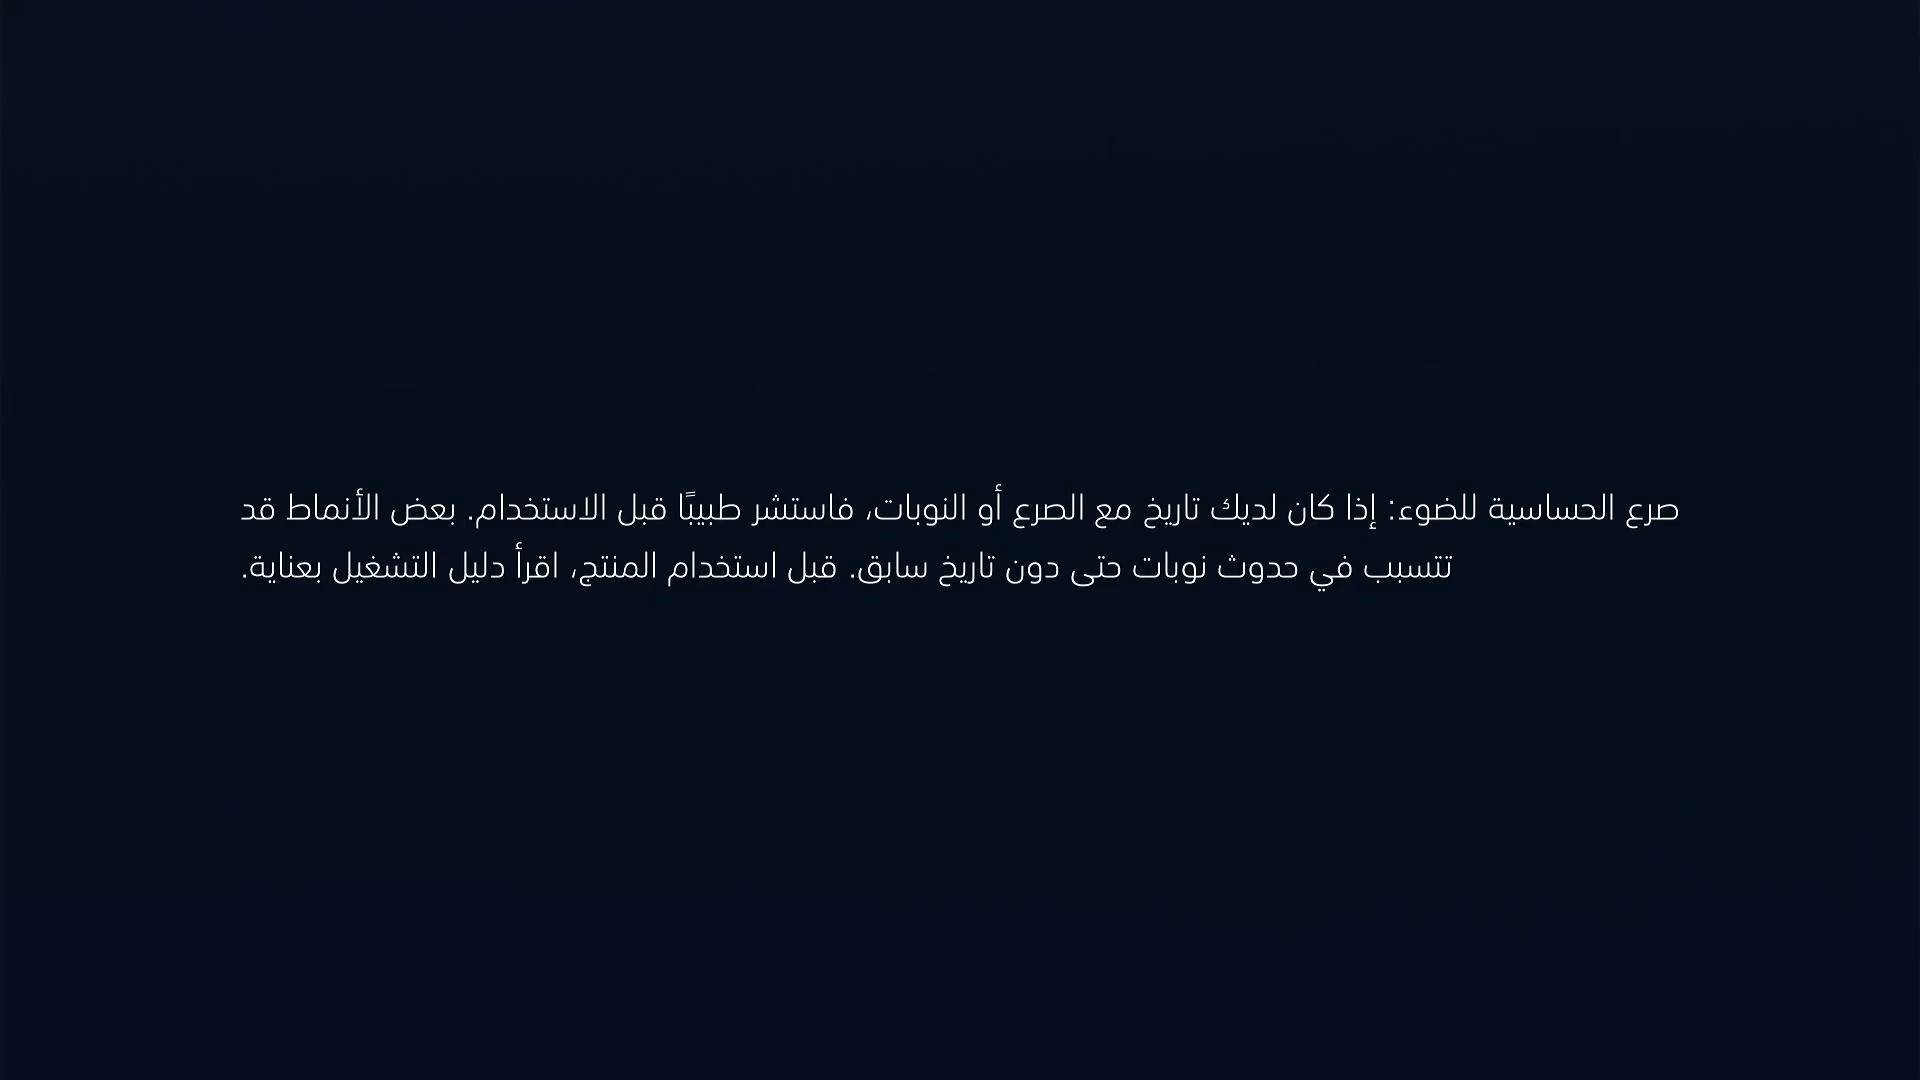 صرع الحساسية للضوء: إذا كان لديك تاريخ مع الصرع أو النوبات، فاستشر طبيبًا قبل الاستخدام. بعض الأنماط قد
تتسبب في حدوث نوبات حتى دون تاريخ سابق. قبل استخدام المنتج، اقرأ دليل التشغيل بعناية.